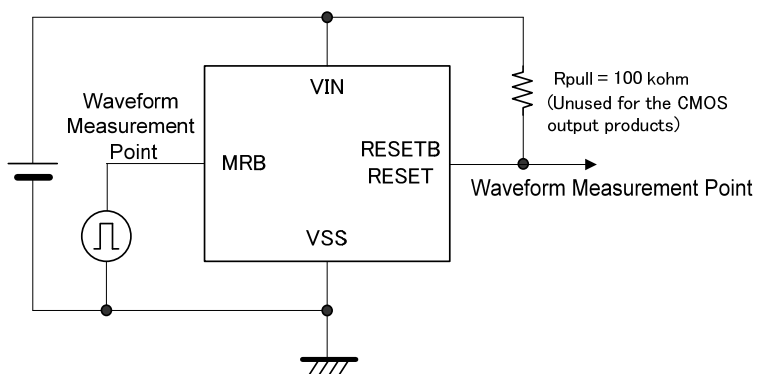 VIN
Rpull = 100 kohm
(Unused for the CMOS
output products)
Waveform
Measurement
Point
MRB
RESETB
RESET
Waveform Measurement Point
VSS